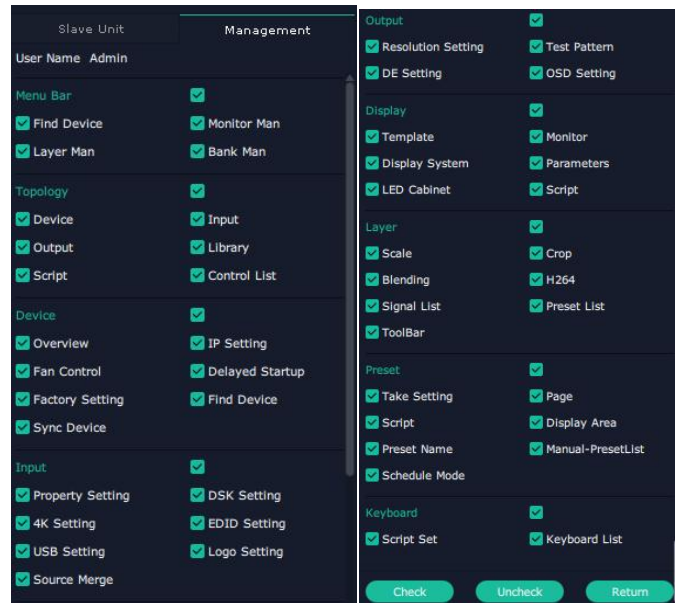 Slave Unit Management
User Name Admin
Menu Bar
Find Device Monitor Man
Layer Man Bank Man
Topology
Device Input
Output Library
Script Control List
Device
Overview IP Setting
Fan Control Delayed Startup
Factory Setting Find Device
Sync Device
Input
Property Setting DSK Setting
4K Setting EDID Setting
USB Setting Logo Setting
Source Merge
Output
Resolution Setting Test Pattern
DE Setting OSD Setting
Display
Template Monitor
Display System Parameters
LED Cabinet Script
Layer
Scale Crop
Blending H264
Signal List Preset List
ToolBar
Preset
Take Setting Page
Script Display Area
Preset Name Manual-PresetList
Schedule Mode
Keyboard
Script Set Keyboard List
Check Uncheck Return